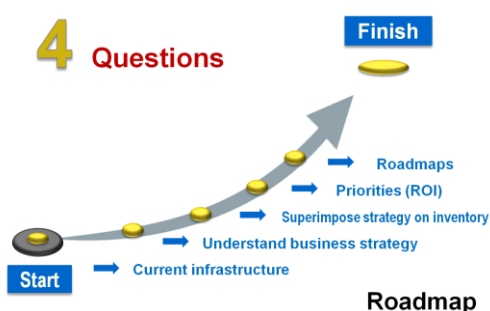 4 Questions
Finish
Roadmaps
Priorities (ROI)
Superimpose strategy on inventory
Understand business strategy
Current infrastructure
Start
Roadmap